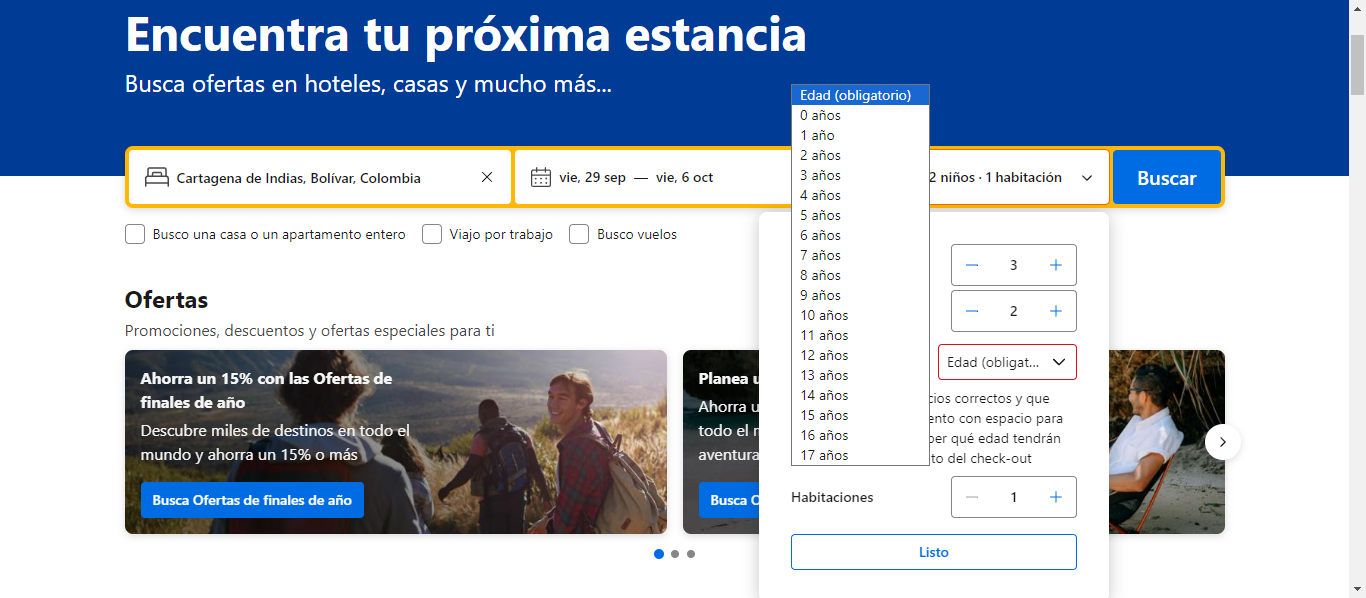 Encuentra tu próxima estancia
Busca ofertas en hoteles, casas y mucho más...
Cartagena de Indias, Bolívar, Colombia
vie, 29 sep — vie, 6 oct
2 niños · 1 habitación
Buscar
Busco una casa o un apartamento entero
Viajo por trabajo
Busco vuelos
Edad (obligatorio)
0 años
1 año
2 años
3 años
4 años
5 años
6 años
7 años
8 años
9 años
10 años
11 años
12 años
13 años
14 años
15 años
16 años
17 años
3
2
Edad (obligat...
correctos y que
con espacio para
qué edad tendrán
del check-out
Habitaciones
1
Listo
Ofertas
Promociones, descuentos y ofertas especiales para ti
Ahorra un 15% con las Ofertas de
finales de año
Descubre miles de destinos en todo el
mundo y ahorra un 15% o más
Busca Ofertas de finales de año
Planea
Ahorra
todo el
Busca